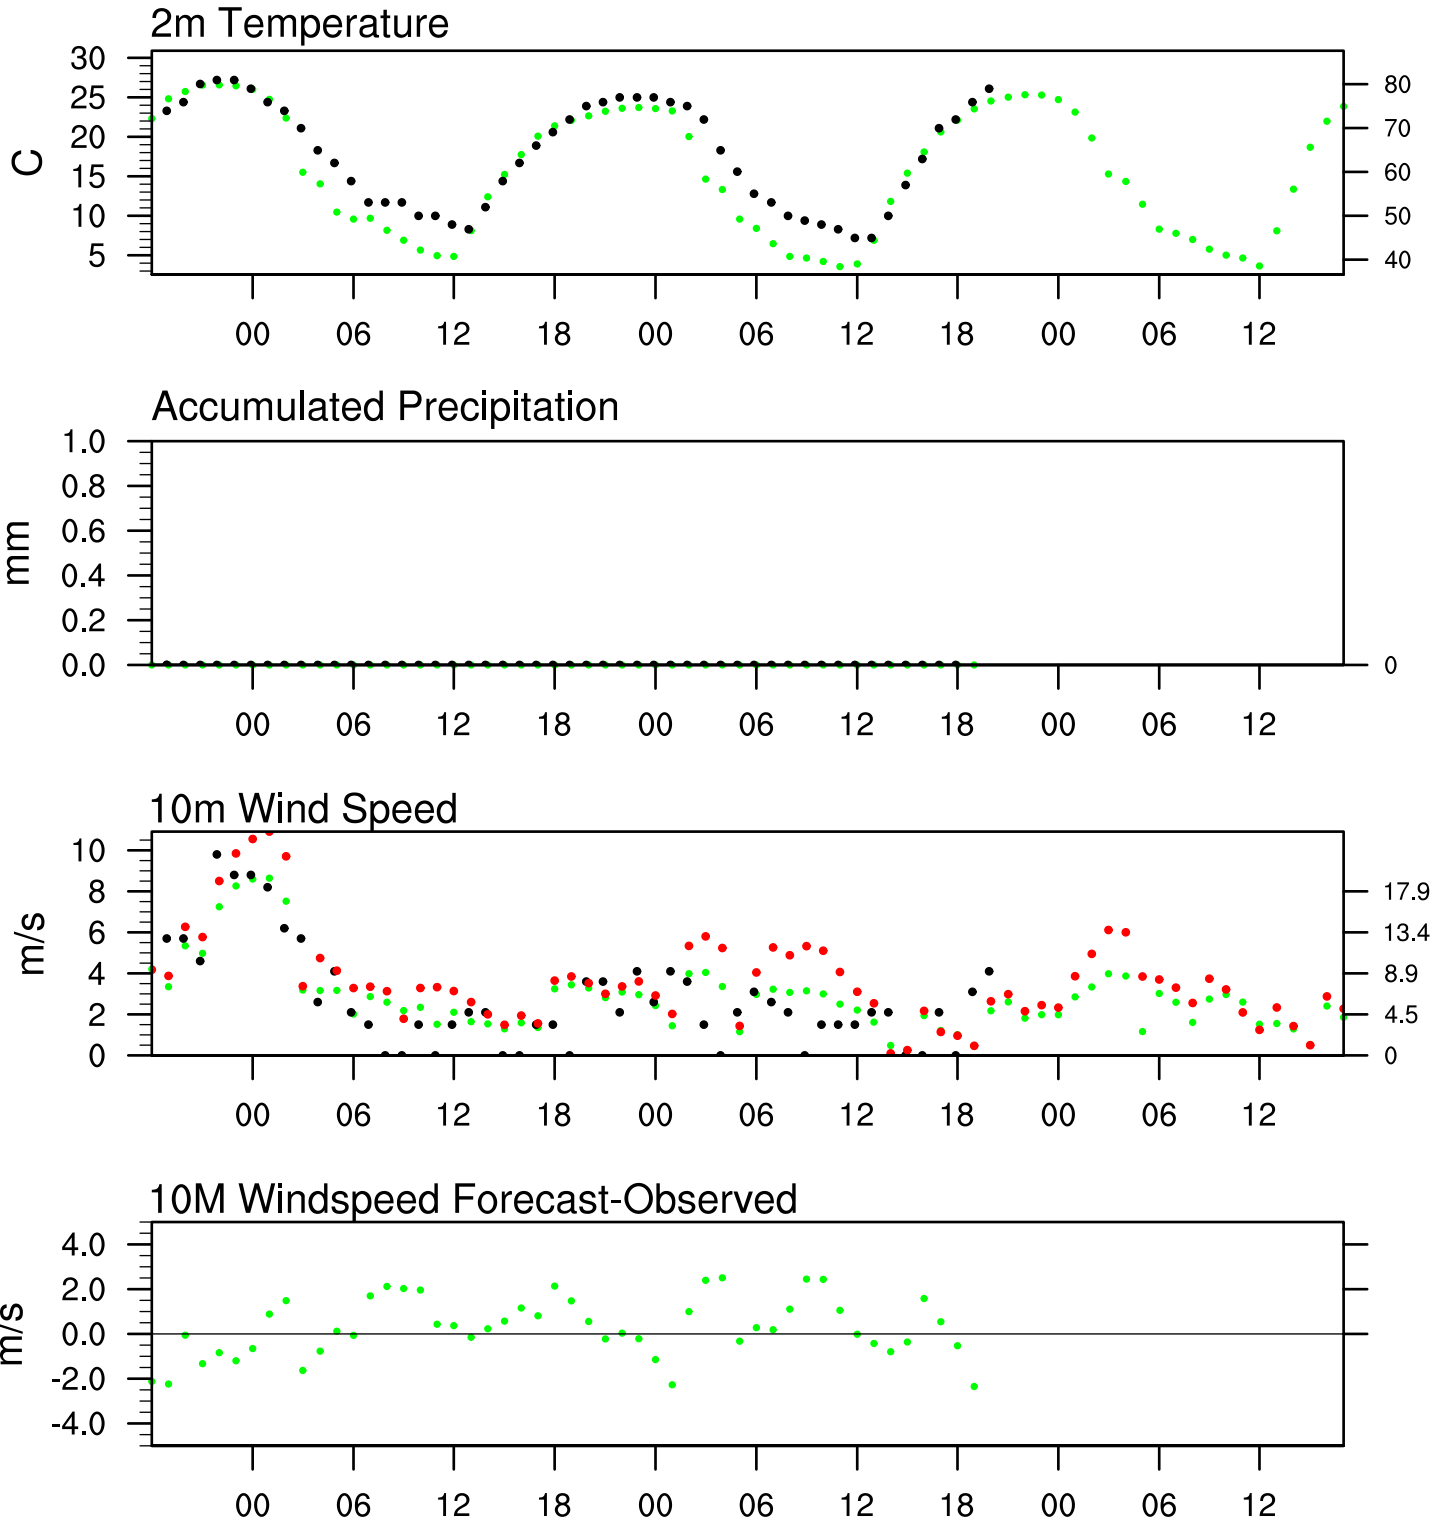 2m Temperature
30
25
20
15
10
5
C
80
70
60
50
40
00 06 12 18 00 06 12 18 00 06 12
Accumulated Precipitation
1.0
0.8
0.6
0.4
0.2
0.0
mm
0
00 06 12 18 00 06 12 18 00 06 12
10m Wind Speed
10
8
6
4
2
0
m/s
17.9
13.4
8.9
4.5
0
00 06 12 18 00 06 12 18 00 06 12
10M Windspeed Forecast-Observed
4.0
2.0
0.0
-2.0
-4.0
m/s
00 06 12 18 00 06 12 18 00 06 12